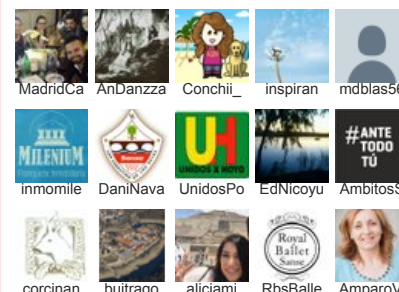 MadridCa AnDanzza Conchii_ inspiran mdblas56
MILENIUM
#ANTE
TODO
TÚ
UH
UNIDOS X HOYO
inmomile DaniNava UnidosPo EdNicoyu AmbitosS
Royal
Ballet
Sanse
corcinan buitrago aliciami RbsBalle AmparoV